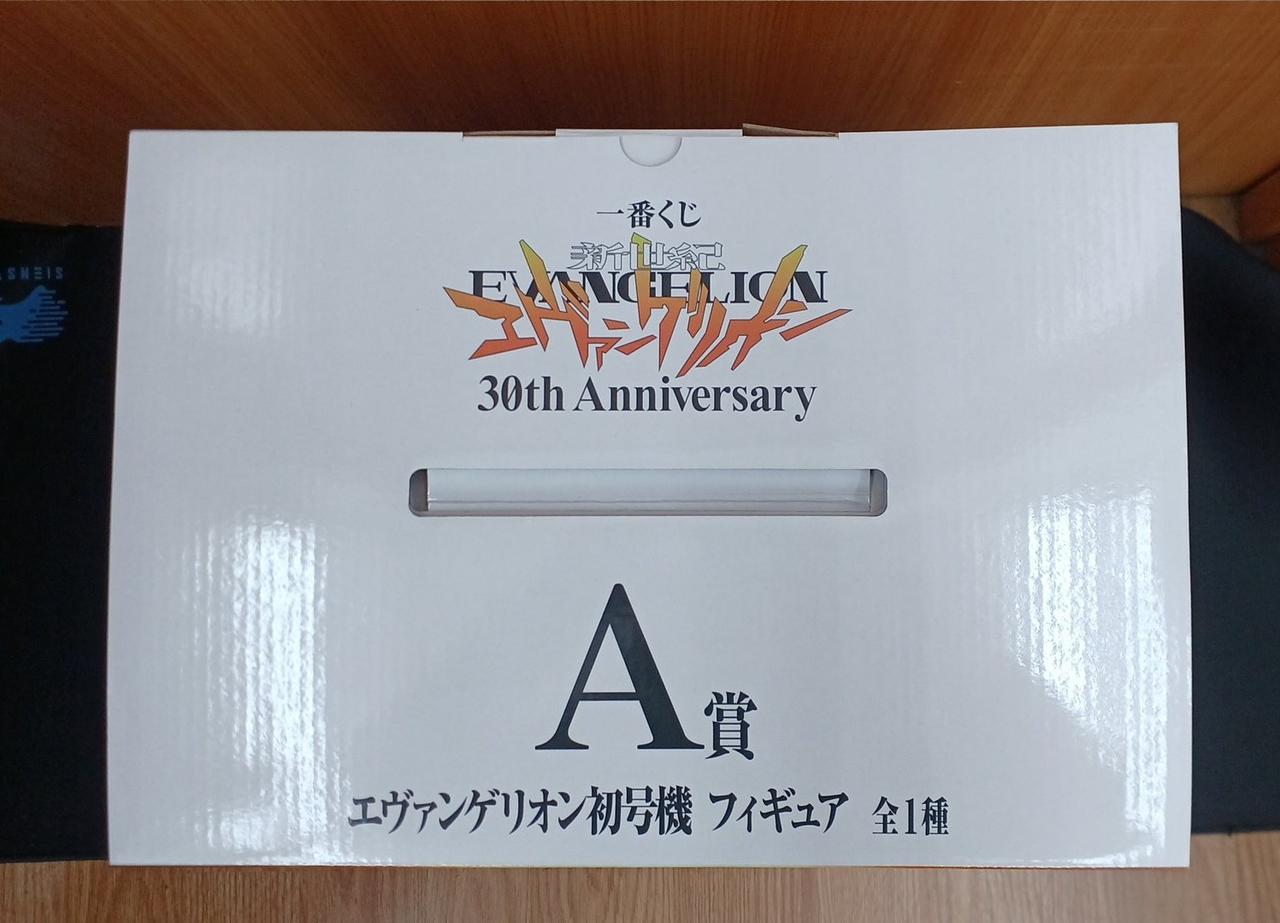 一番くじ
新世紀
EVANGELION
エヴァンゲリオン
30th Anniversary
A賞
エヴァンゲリオン初号機 フィギュア 全1種